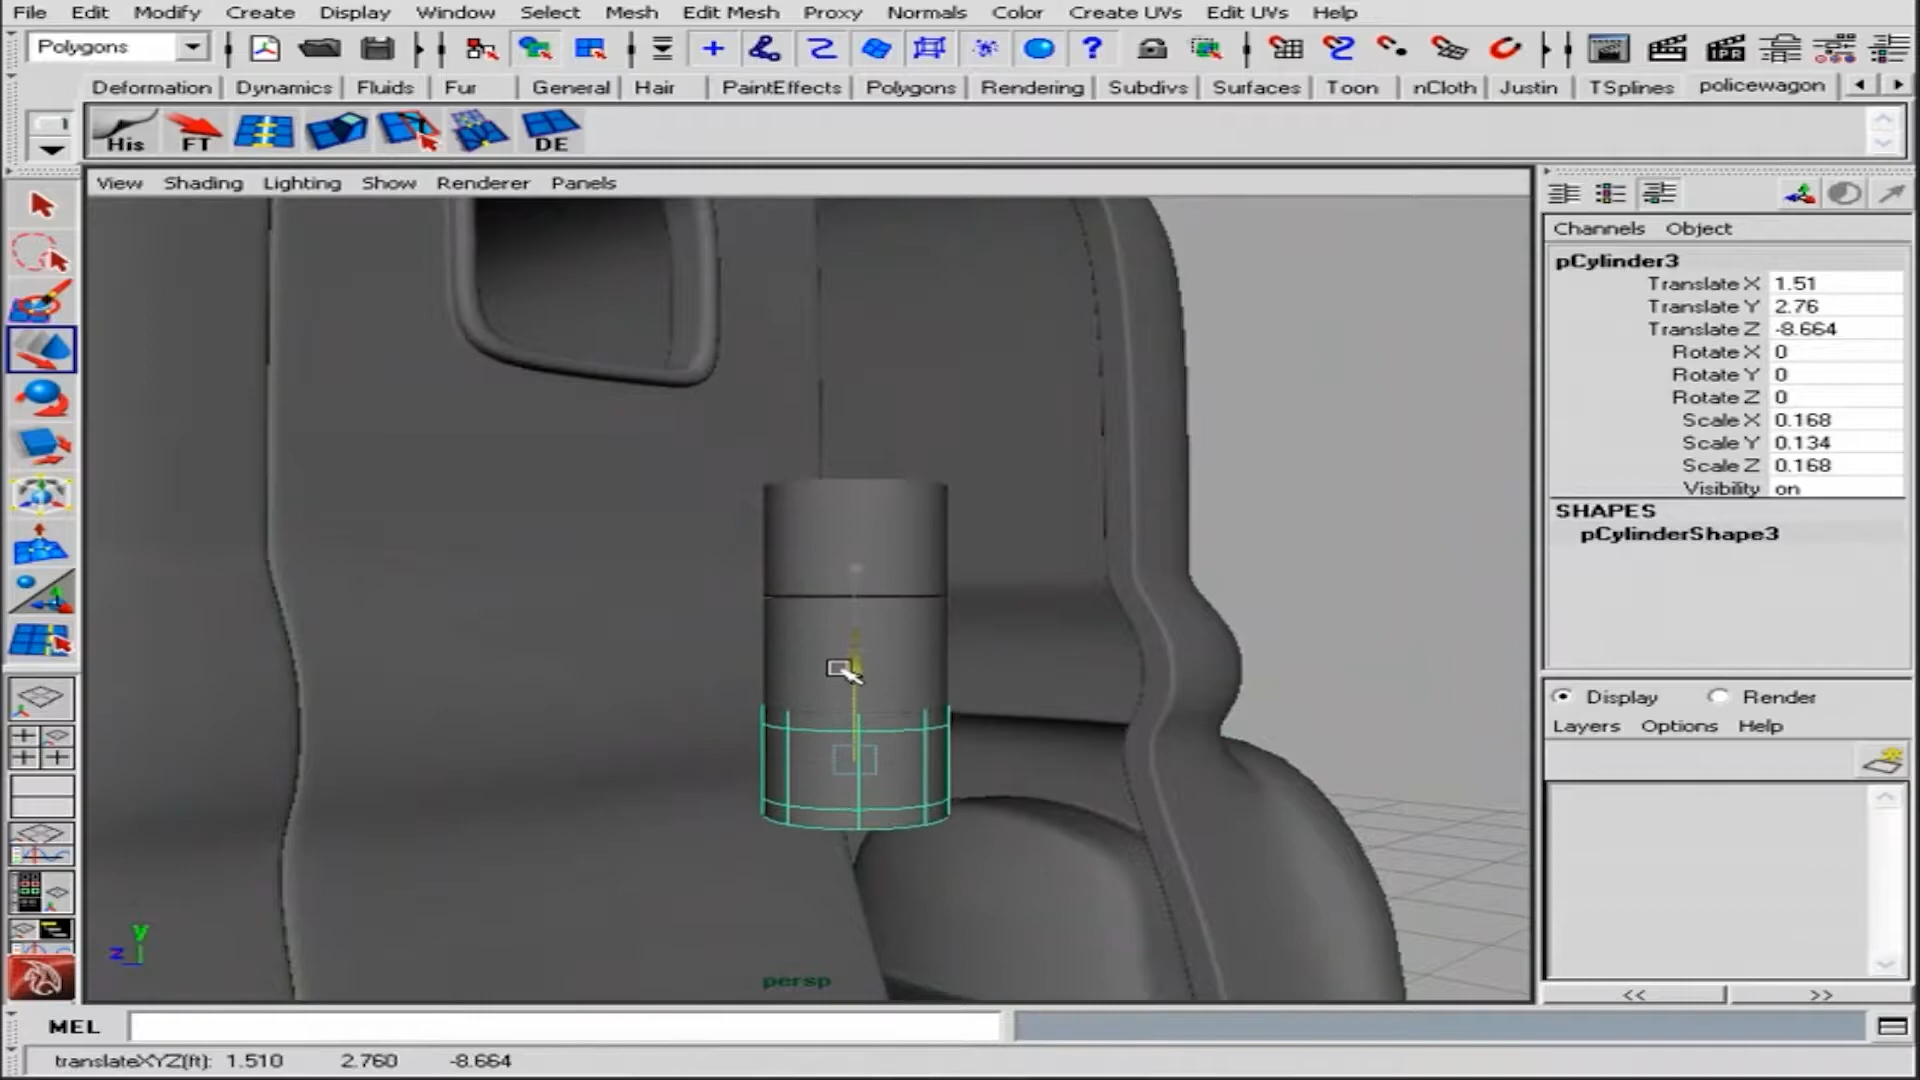 File Edit Modify Create Display Window Select Mesh Edit Mesh Proxy Normals Color Create UVs Edit UVs Help
Polygons
IPR
Deformation Dynamics Fluids Fur General Hair PaintEffects Polygons Rendering Subdivs Surfaces Toon nCloth Justin TSplines policewagon
His FT DE
View Shading Lighting Show Renderer Panels
Channels Object
pCylinder3
Translate X 1.51
Translate Y 2.76
Translate Z -8.664
Rotate X 0
Rotate Y 0
Rotate Z 0
Scale X 0.168
Scale Y 0.134
Scale Z 0.168
Visibility on
SHAPES
pCylinderShape3
Display Render
Layers Options Help
y
z
persp
<< >>
MEL
translateXYZ(ft): 1.510 2.760 -8.664